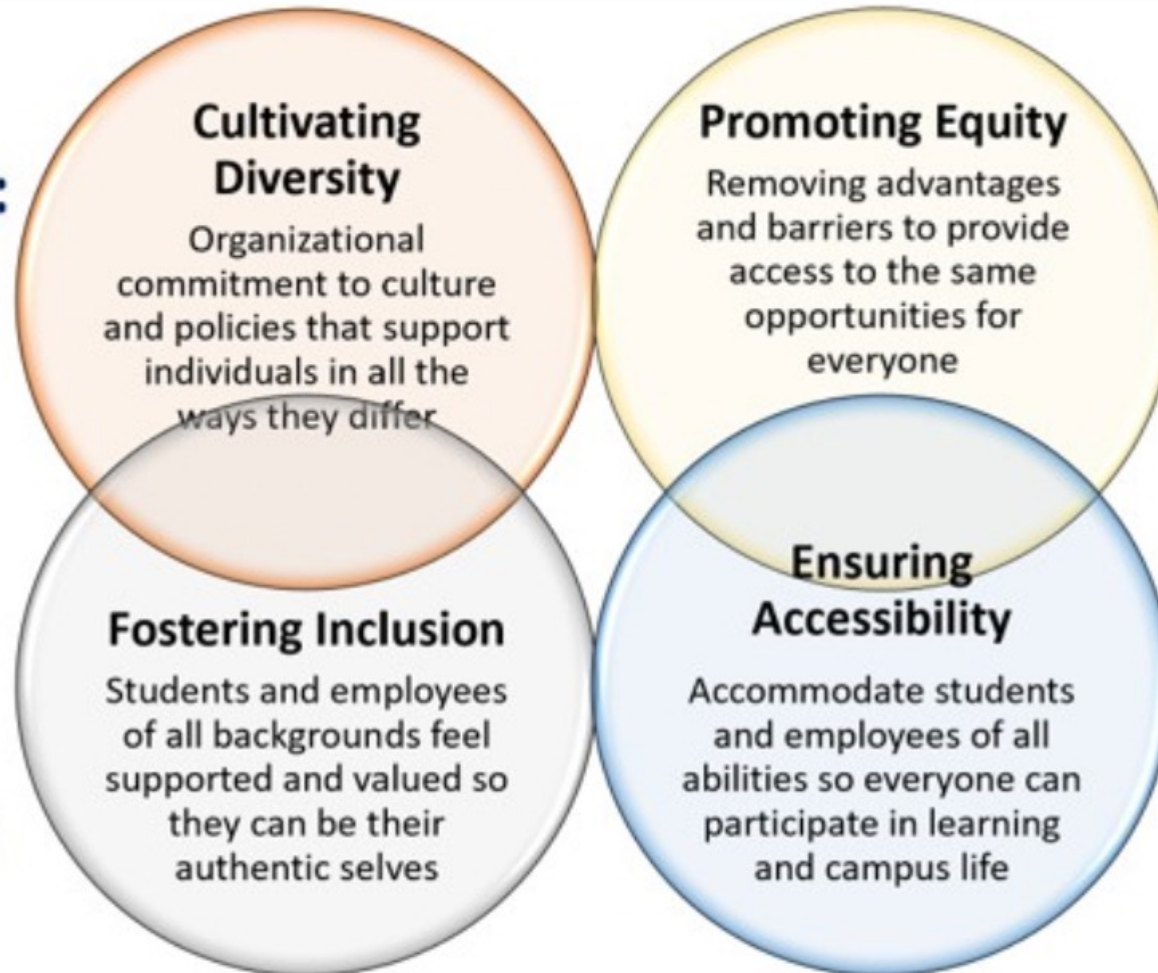 :
Cultivating
Diversity
Organizational
commitment to culture
and policies that support
individuals in all the
ways they differ
Promoting Equity
Removing advantages
and barriers to provide
access to the same
opportunities for
everyone
Fostering Inclusion
Students and employees
of all backgrounds feel
supported and valued so
they can be their
authentic selves
Ensuring
Accessibility
Accommodate students
and employees of all
abilities so everyone can
participate in learning
and campus life